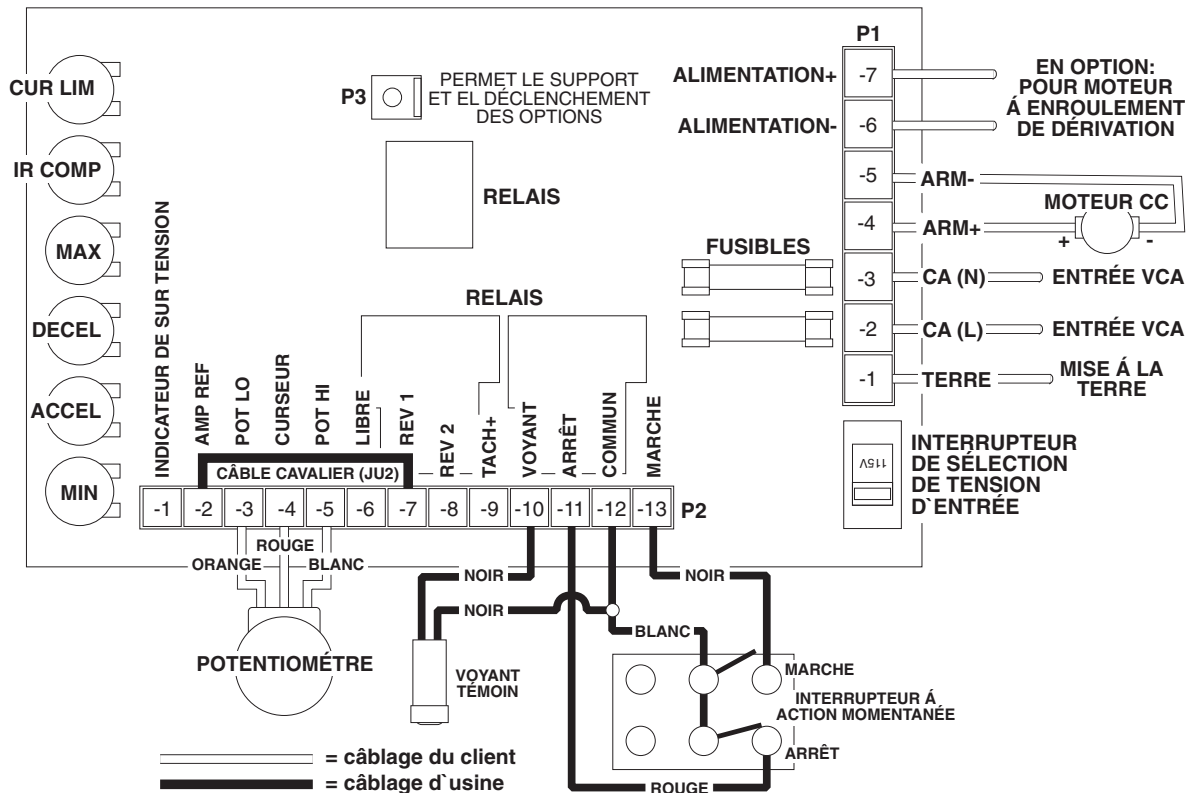 CUR LIM
IR COMP
MAX
DECEL
ACCEL
MIN
P3
PERMET LE SUPPORT
ET EL DÉCLENCHEMENT
DES OPTIONS
RELAIS
RELAIS
FUSIBLES
P1
ALIMENTATION+
ALIMENTATION-
-7
-6
-5
-4
-3
-2
-1
EN OPTION:
POUR MOTEUR
Á ENROULEMENT
DE DÉRIVATION
ARM-
MOTEUR CC
ARM+
+ -
CA (N) ENTRÉE VCA
CA (L) ENTRÉE VCA
TERRE MISE Á LA
TERRE
115V
INTERRUPTEUR
DE SÉLECTION
DE TENSION
D`ENTRÉE
INDICATEUR DE SUR TENSION
AMP REF
POT LO
CURSEUR
POT HI
LIBRE
REV 1
REV 2
TACH+
VOYANT
ARRÊT
COMMUN
MARCHE
CÂBLE CAVALIER (JU2)
-1 -2 -3 -4 -5 -6 -7 -8 -9 -10 -11 -12 -13 P2
ROUGE
ORANGE BLANC
POTENTIOMÉTRE
NOIR
NOIR
NOIR
BLANC
VOYANT
TÉMOIN
MARCHE
INTERRUPTEUR Á
ACTION MOMENTANÉE
ARRÊT
ROUGE
= câblage du client
= câblage d`usine